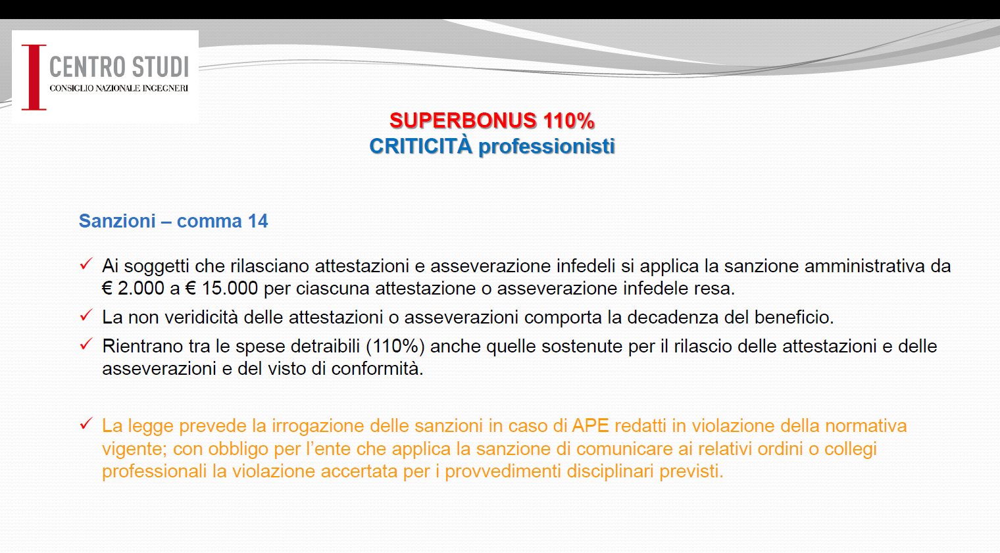 CENTRO STUDI
CONSIGLIO NAZIONALE INGEGNERI
SUPERBONUS 110%
CRITICITÀ professionisti
Sanzioni – comma 14
Ai soggetti che rilasciano attestazioni e asseverazione infedeli si applica la sanzione amministrativa da
€ 2.000 a € 15.000 per ciascuna attestazione o asseverazione infedele resa.
La non veridicità delle attestazioni o asseverazioni comporta la decadenza del beneficio.
Rientrano tra le spese detraibili (110%) anche quelle sostenute per il rilascio delle attestazioni e delle
asseverazioni e del visto di conformità.
La legge prevede la irrogazione delle sanzioni in caso di APE redatti in violazione della normativa
vigente; con obbligo per l’ente che applica la sanzione di comunicare ai relativi ordini o collegi
professionali la violazione accertata per i provvedimenti disciplinari previsti.